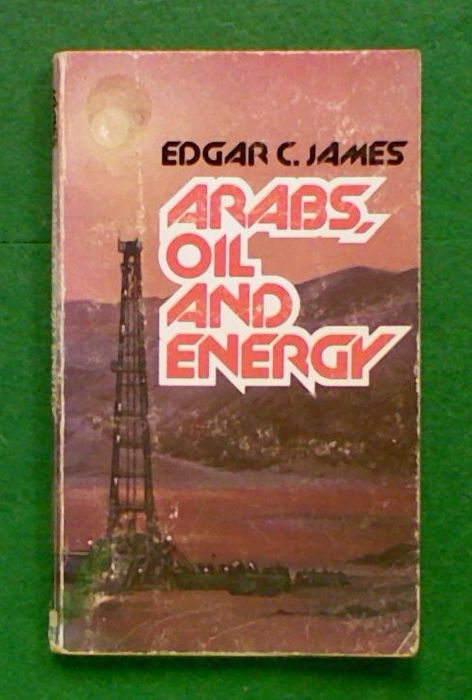 EDGAR C. JAMES
ARABS,
OIL
AND
ENERGY